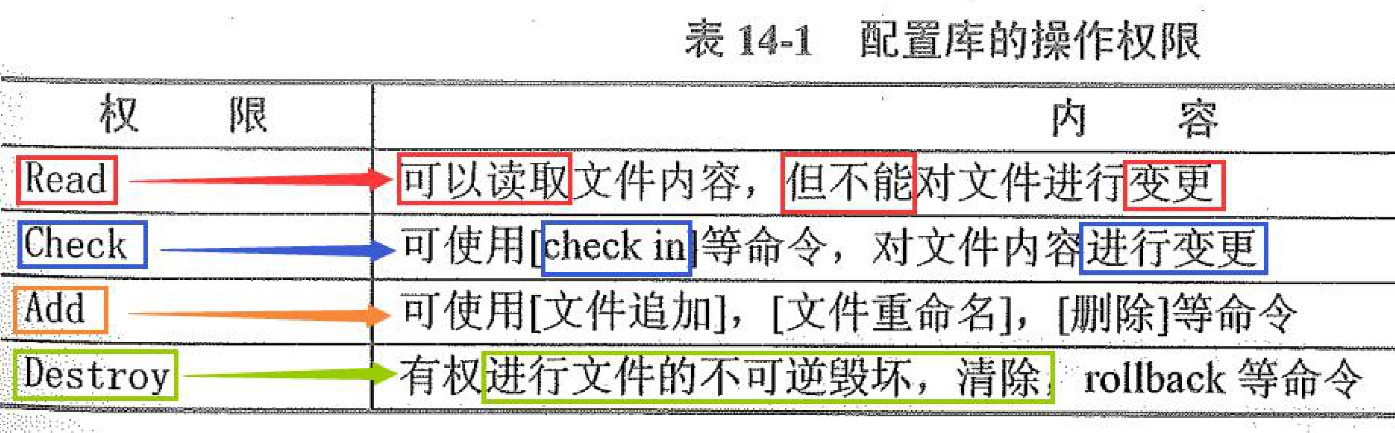 表 14-1 配置库的操作权限
权 限 内 容
Read 可以读取文件内容，但不能对文件进行变更
Check 可使用[check in]等命令，对文件内容进行变更
Add 可使用[文件追加]，[文件重命名]，[删除]等命令
Destroy 有权进行文件的不可逆毁坏，清除，rollback 等命令